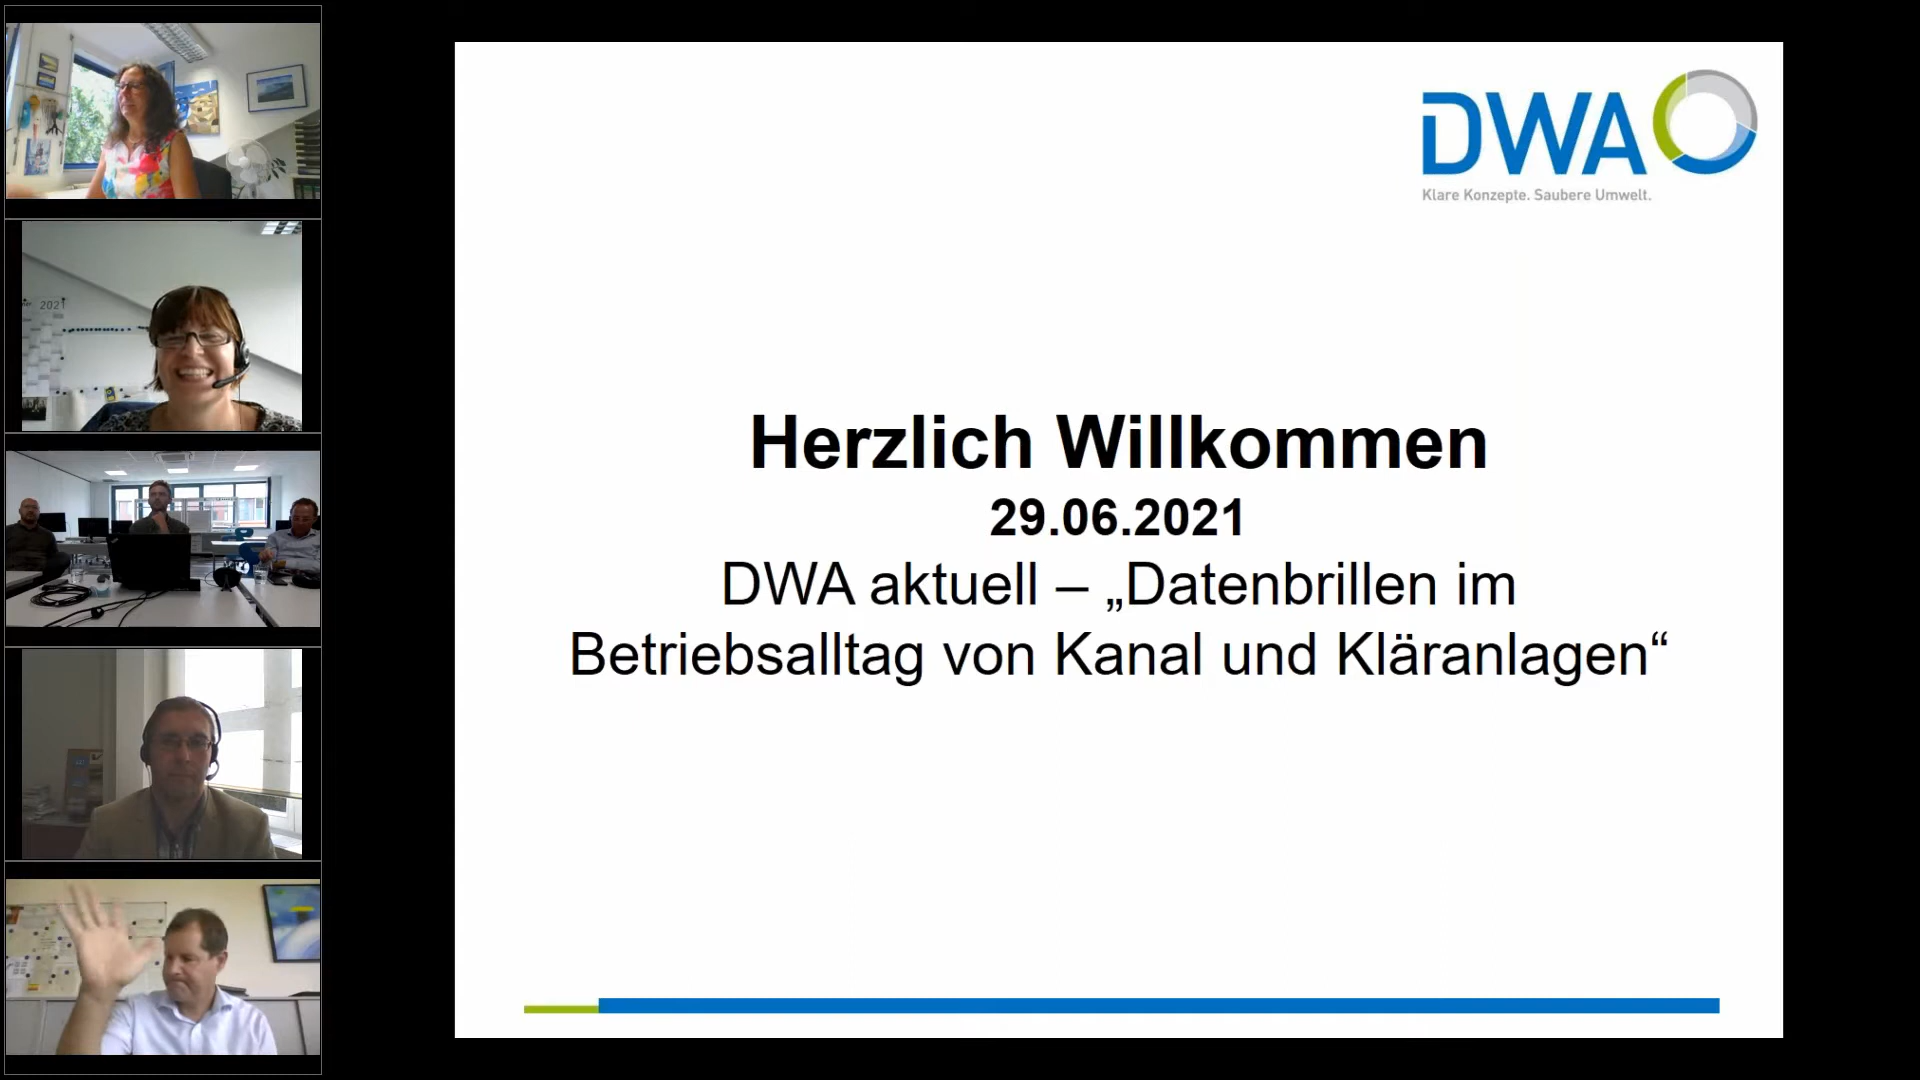 DWA
Klare Konzepte. Saubere Umwelt.
2021
Herzlich Willkommen
29.06.2021
DWA aktuell – „Datenbrillen im
Betriebsalltag von Kanal und Kläranlagen“